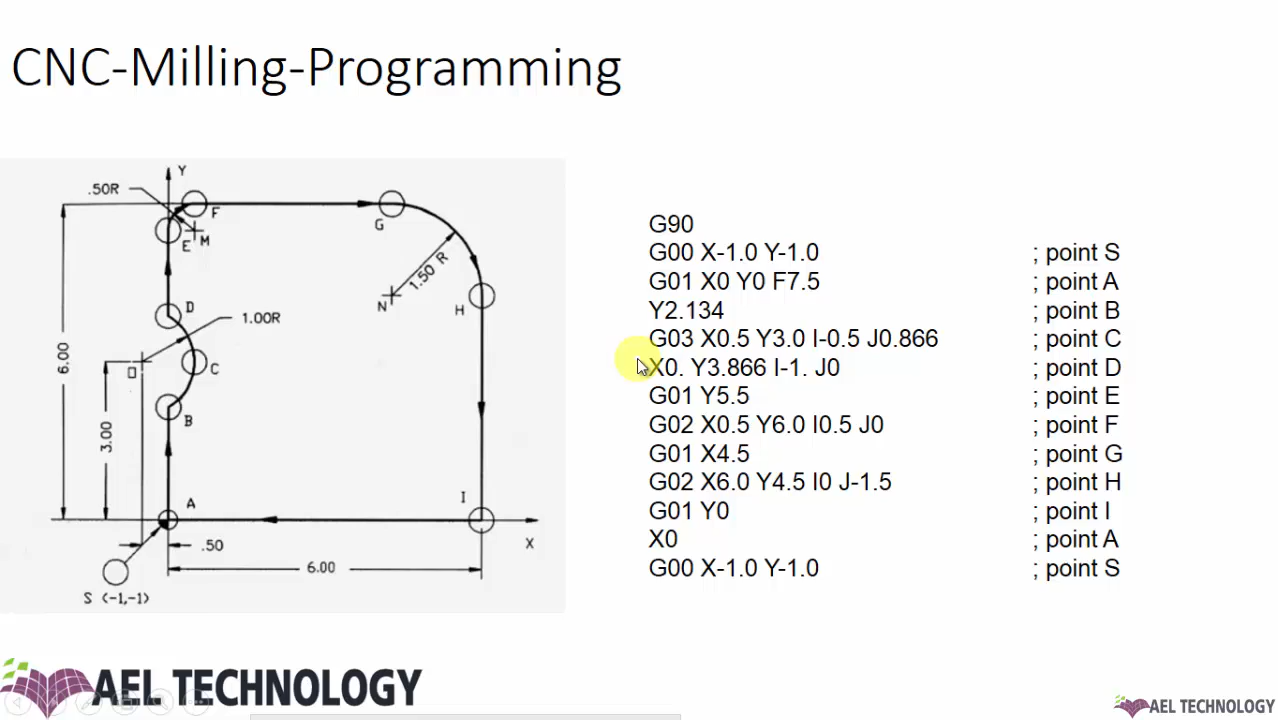 CNC-Milling-Programming
Y
.50R
F
G
E
M
1.50 R
N
H
D
1.00R
6.00
O
C
3.00
B
A
I
X
.50
6.00
S (-1,-1)
G90
G00 X-1.0 Y-1.0 ; point S
G01 X0 Y0 F7.5 ; point A
Y2.134 ; point B
G03 X0.5 Y3.0 I-0.5 J0.866 ; point C
X0. Y3.866 I-1. J0 ; point D
G01 Y5.5 ; point E
G02 X0.5 Y6.0 I0.5 J0 ; point F
G01 X4.5 ; point G
G02 X6.0 Y4.5 I0 J-1.5 ; point H
G01 Y0 ; point I
X0 ; point A
G00 X-1.0 Y-1.0 ; point S
AEL TECHNOLOGY
AEL TECHNOLOGY